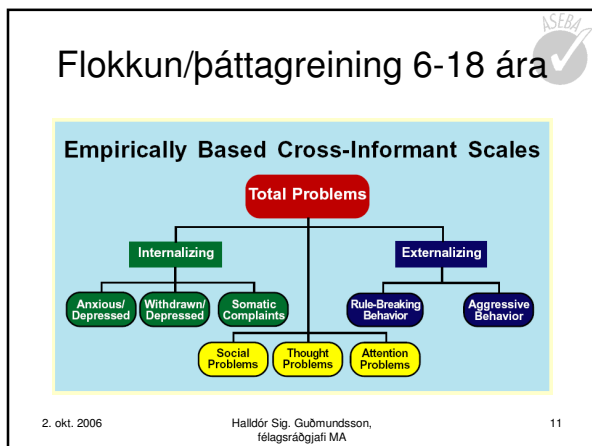 ASEBA
Flokkun/þáttagreining 6-18 ára
Empirically Based Cross-Informant Scales
Total Problems
Internalizing
Externalizing
Anxious/
Depressed
Withdrawn/
Depressed
Somatic
Complaints
Rule-Breaking
Behavior
Aggressive
Behavior
Social
Problems
Thought
Problems
Attention
Problems
2. okt. 2006
Halldór Sig. Guðmundsson,
félagsráðgjafi MA
11